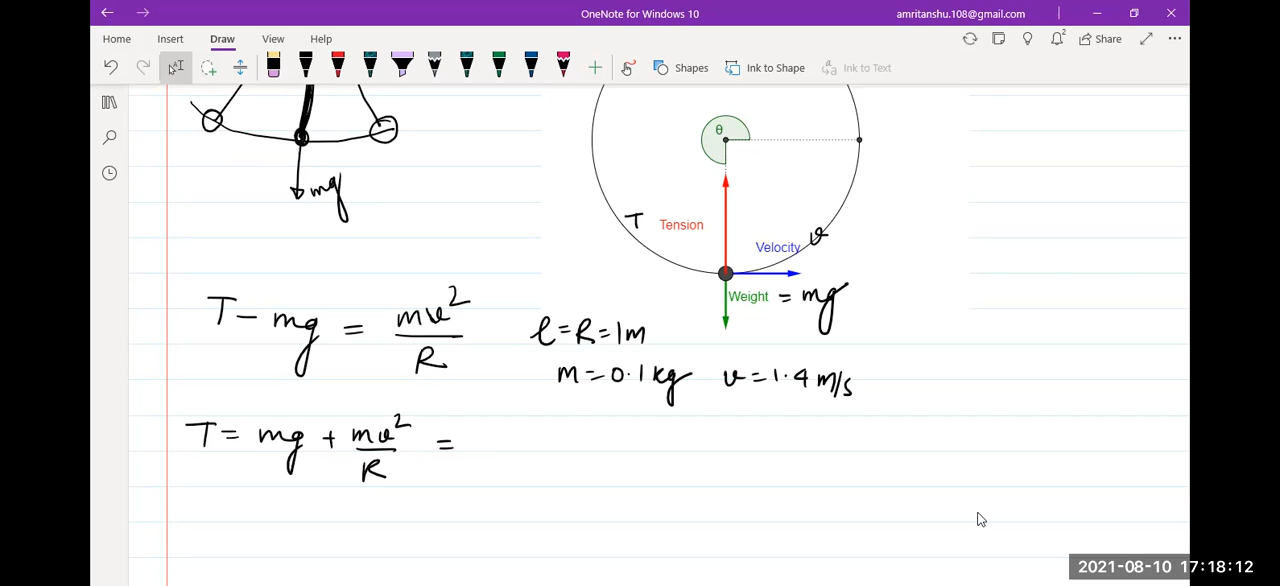 OneNote for Windows 10
amritanshu.108@gmail.com
Home Insert Draw View Help
Share
Shapes Ink to Shape Ink to Text
mg
θ
T Tension
Velocity v
Weight = mg
T - mg = mv²/R
l = R = 1m
m = 0.1 kg v = 1.4 m/s
T = mg + mv²/R =
2021-08-10 17:18:12